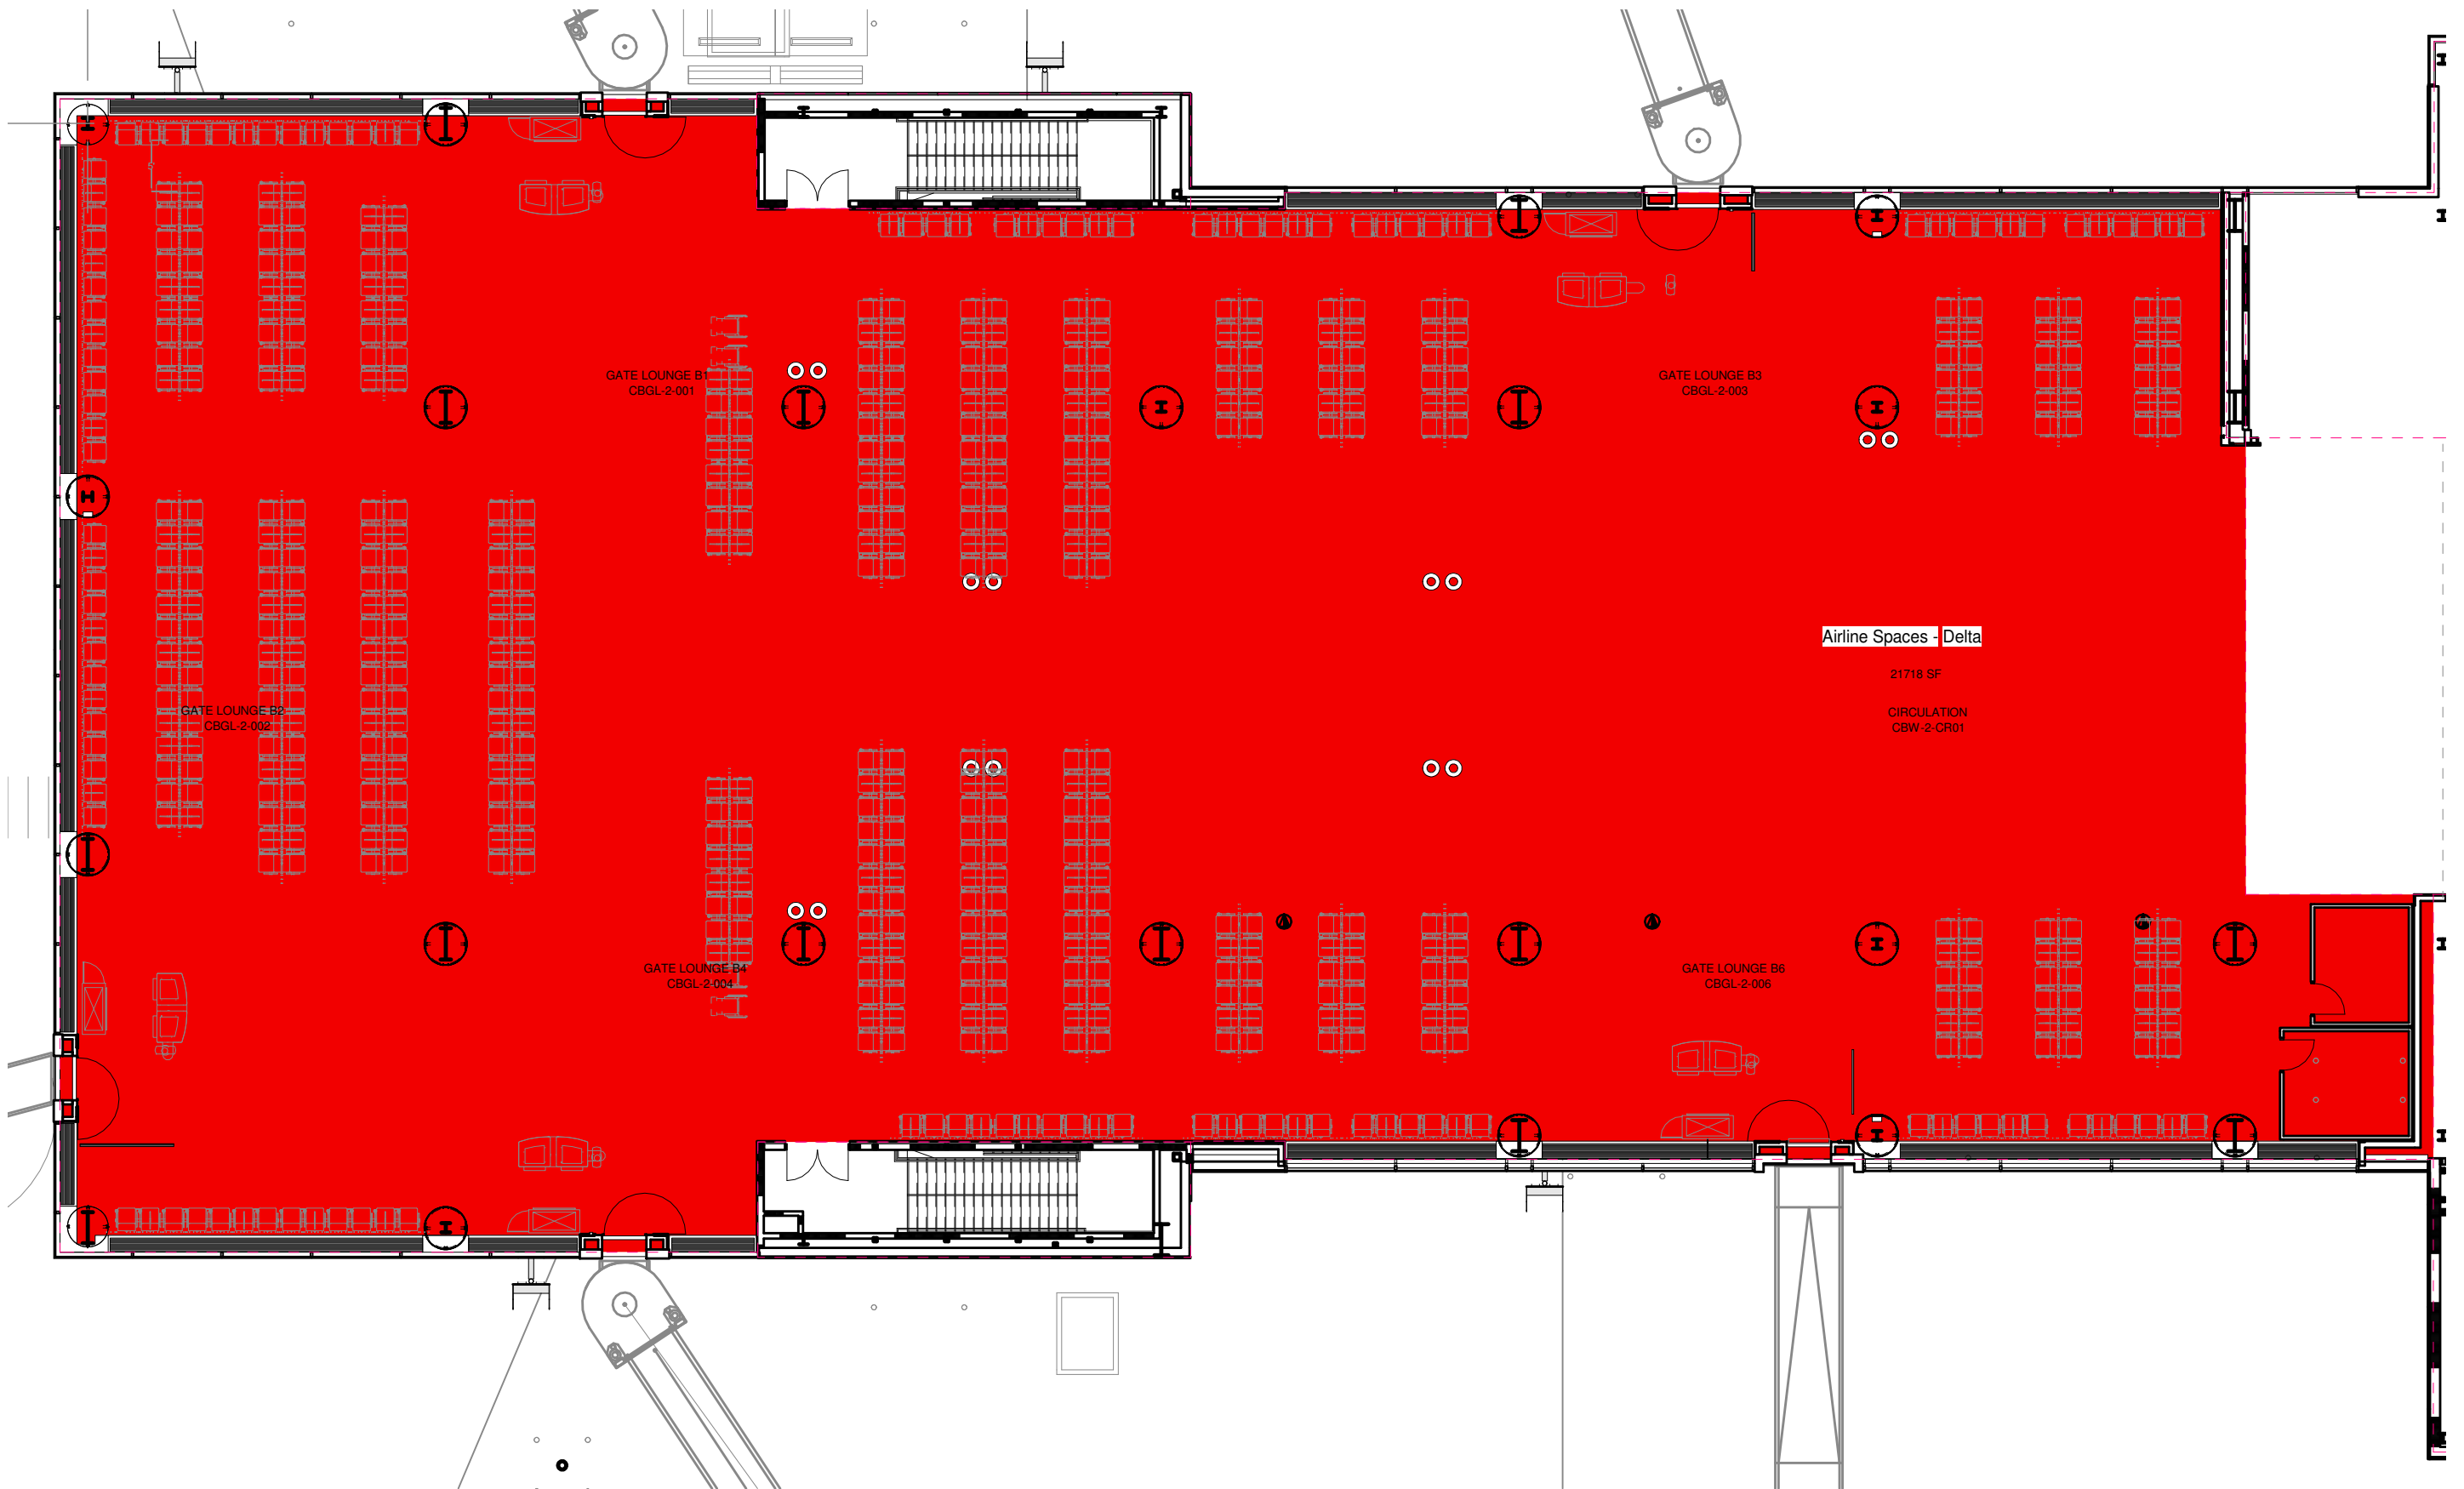 GATE LOUNGE B1
CBGL-2-001
GATE LOUNGE B3
CBGL-2-003
Airline Spaces - Delta
21718 SF
CIRCULATION
CBW-2-CR01
GATE LOUNGE B2
CBGL-2-002
GATE LOUNGE B4
CBGL-2-004
GATE LOUNGE B6
CBGL-2-006